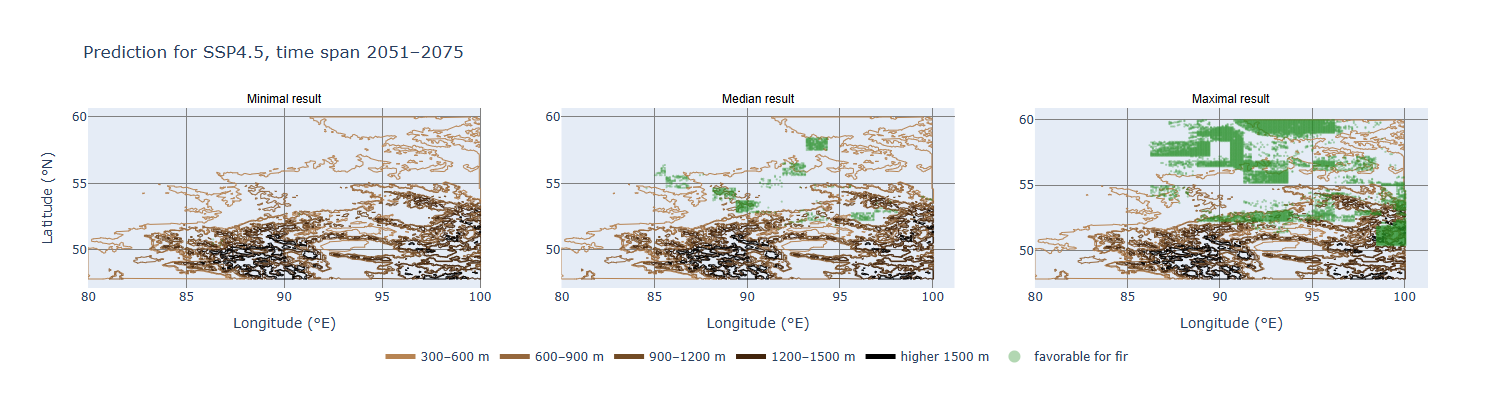 Prediction for SSP4.5, time span 2051–2075
Minimal result
Median result
Maximal result
Latitude (°N)
60
55
50
80
85
90
95
100
Longitude (°E)
60
55
50
80
85
90
95
100
Longitude (°E)
60
55
50
80
85
90
95
100
Longitude (°E)
300–600 m
600–900 m
900–1200 m
1200–1500 m
higher 1500 m
favorable for fir